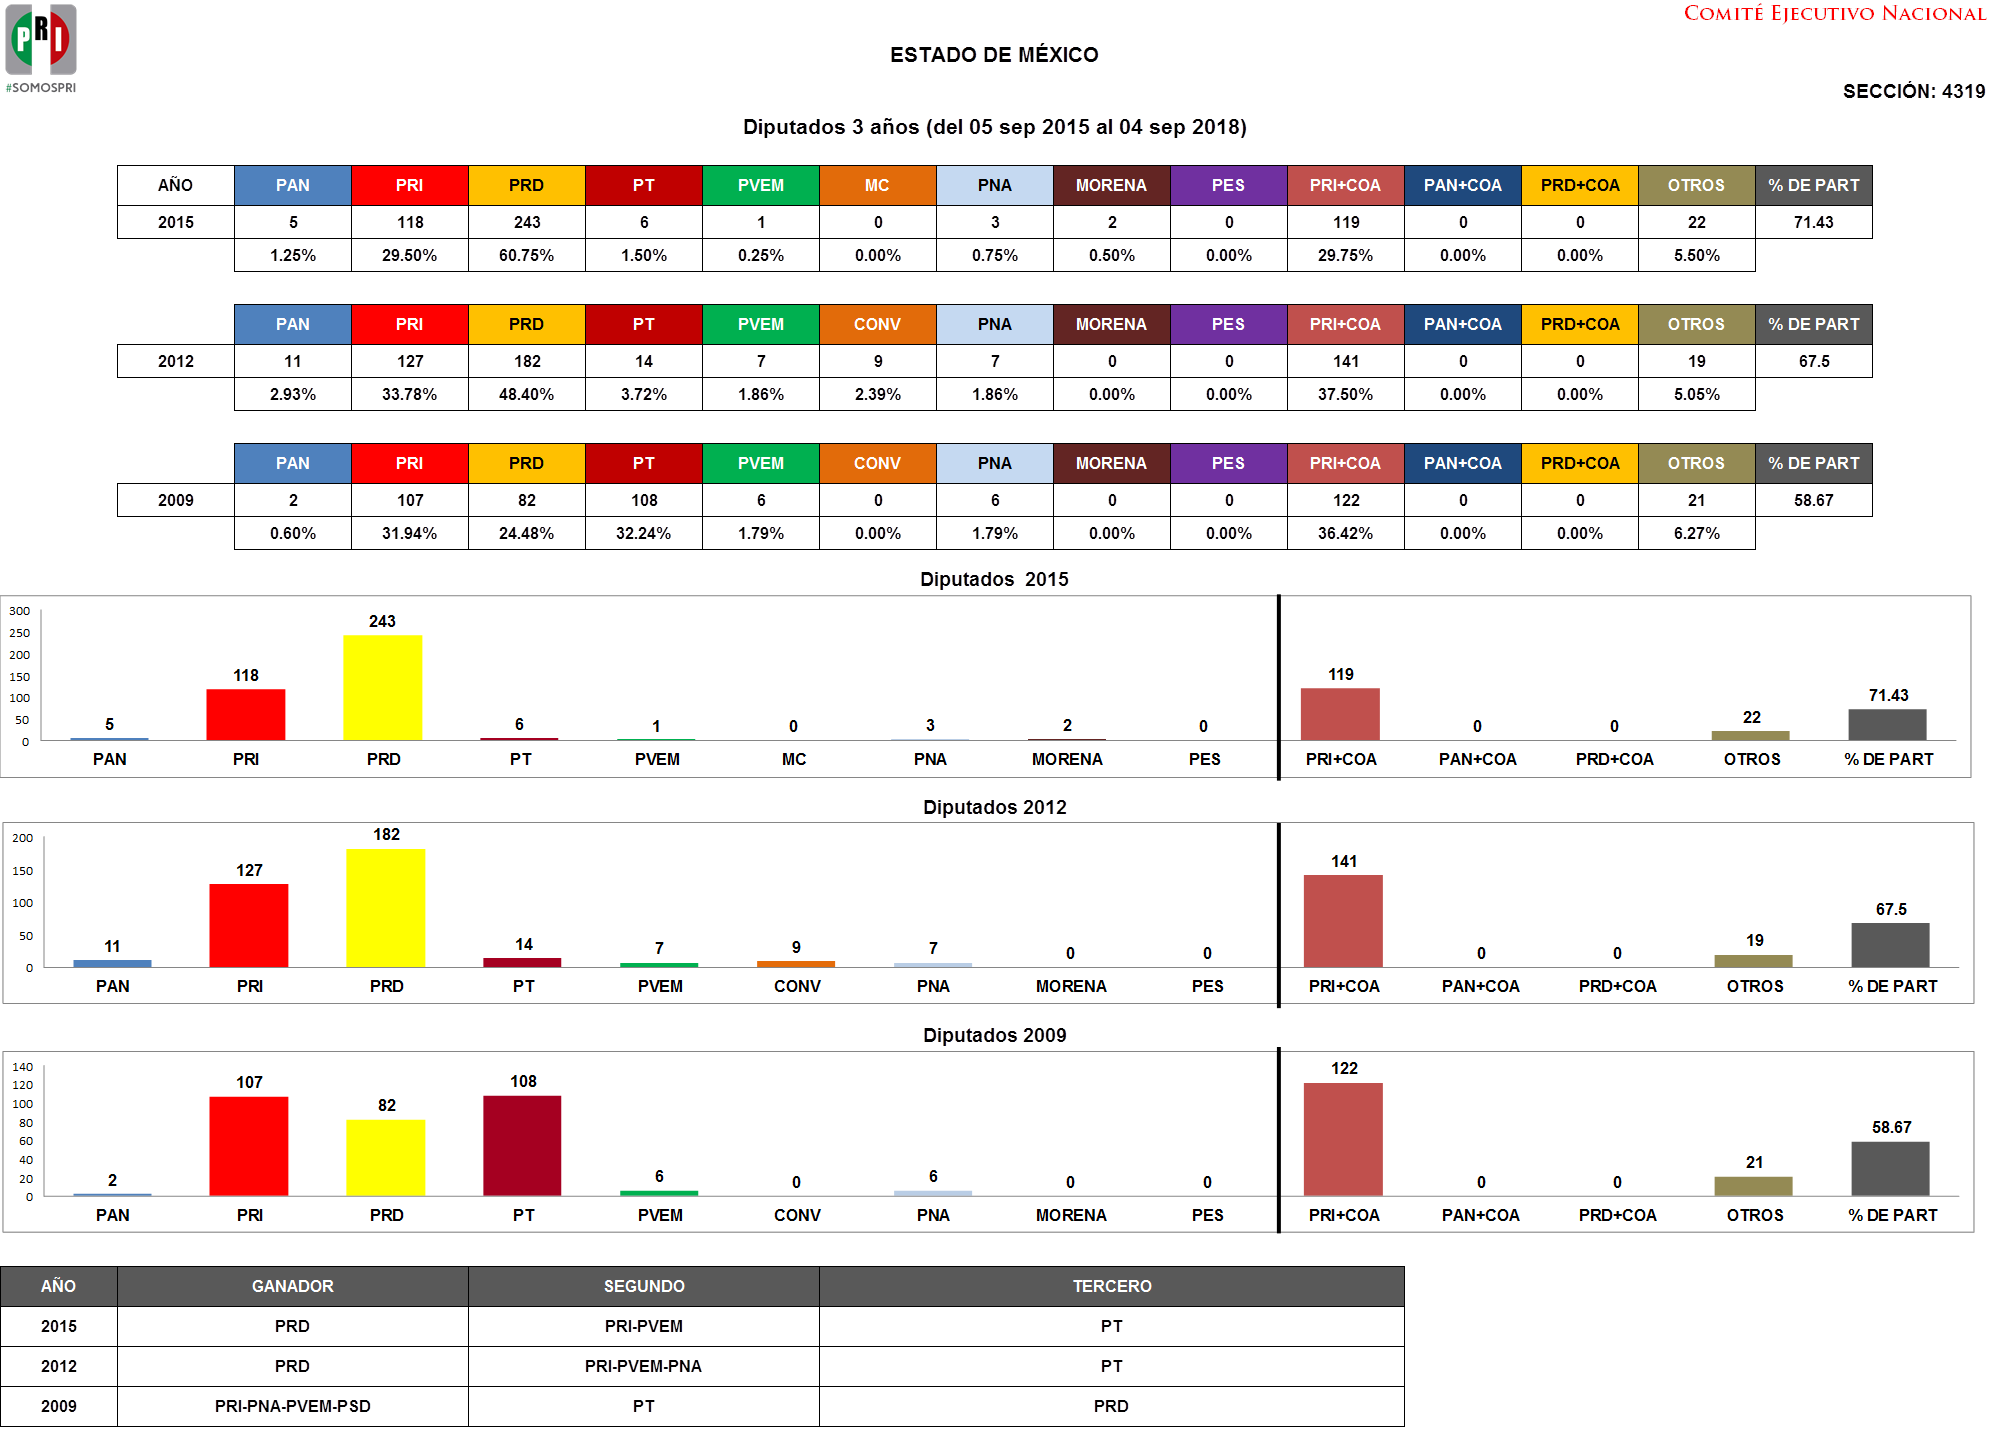 PRI
#SOMOSPRI
COMITÉ EJECUTIVO NACIONAL
ESTADO DE MÉXICO
SECCIÓN: 4319
Diputados 3 años (del 05 sep 2015 al 04 sep 2018)
AÑO PAN PRI PRD PT PVEM MC PNA MORENA PES PRI+COA PAN+COA PRD+COA OTROS % DE PART
2015 5 118 243 6 1 0 3 2 0 119 0 0 22 71.43
1.25% 29.50% 60.75% 1.50% 0.25% 0.00% 0.75% 0.50% 0.00% 29.75% 0.00% 0.00% 5.50%
PAN PRI PRD PT PVEM CONV PNA MORENA PES PRI+COA PAN+COA PRD+COA OTROS % DE PART
2012 11 127 182 14 7 9 7 0 0 141 0 0 19 67.5
2.93% 33.78% 48.40% 3.72% 1.86% 2.39% 1.86% 0.00% 0.00% 37.50% 0.00% 0.00% 5.05%
PAN PRI PRD PT PVEM CONV PNA MORENA PES PRI+COA PAN+COA PRD+COA OTROS % DE PART
2009 2 107 82 108 6 0 6 0 0 122 0 0 21 58.67
0.60% 31.94% 24.48% 32.24% 1.79% 0.00% 1.79% 0.00% 0.00% 36.42% 0.00% 0.00% 6.27%
Diputados 2015
300
250
200
150
100
50
0
5 118 243 6 1 0 3 2 0 119 0 0 22 71.43
PAN PRI PRD PT PVEM MC PNA MORENA PES PRI+COA PAN+COA PRD+COA OTROS % DE PART
Diputados 2012
200
150
100
50
0
11 127 182 14 7 9 7 0 0 141 0 0 19 67.5
PAN PRI PRD PT PVEM CONV PNA MORENA PES PRI+COA PAN+COA PRD+COA OTROS % DE PART
Diputados 2009
140
120
100
80
60
40
20
0
2 107 82 108 6 0 6 0 0 122 0 0 21 58.67
PAN PRI PRD PT PVEM CONV PNA MORENA PES PRI+COA PAN+COA PRD+COA OTROS % DE PART
AÑO GANADOR SEGUNDO TERCERO
2015 PRD PRI-PVEM PT
2012 PRD PRI-PVEM-PNA PT
2009 PRI-PNA-PVEM-PSD PT PRD